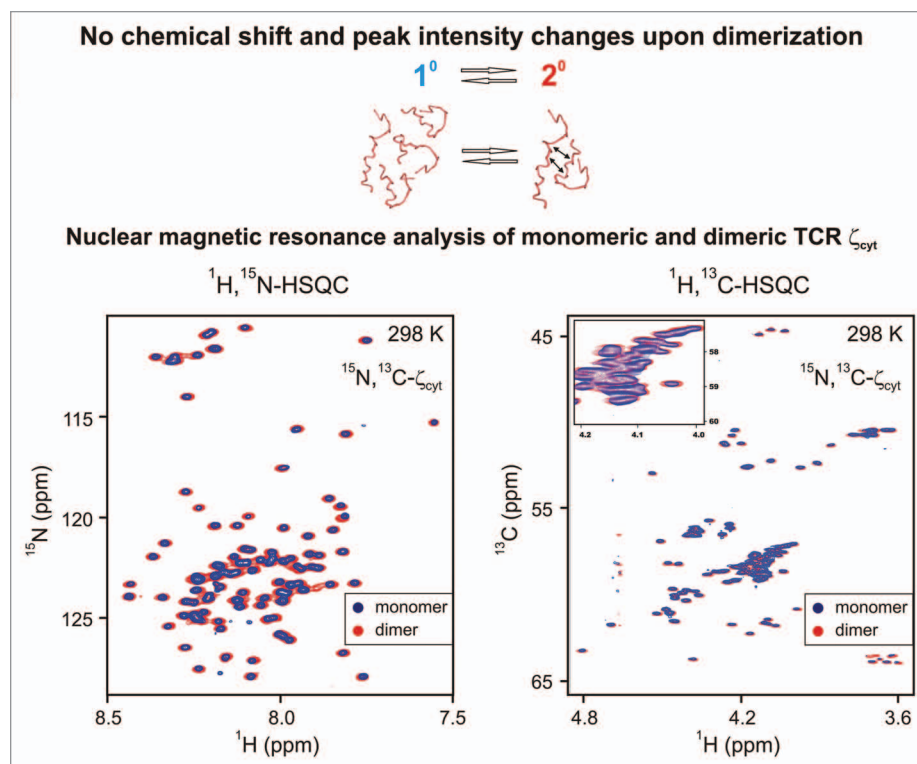 No chemical shift and peak intensity changes upon dimerization
1⁰ 2⁰
Nuclear magnetic resonance analysis of monomeric and dimeric TCR ζcyt
¹H,¹⁵N-HSQC
298 K
¹⁵N,¹³C-ζcyt
115
120
125
¹⁵N (ppm)
monomer
dimer
8.5 8.0 7.5
¹H (ppm)
¹H,¹³C-HSQC
298 K
¹⁵N,¹³C-ζcyt
58
59
60
4.2 4.1 4.0
45
55
65
¹³C (ppm)
monomer
dimer
4.8 4.2 3.6
¹H (ppm)